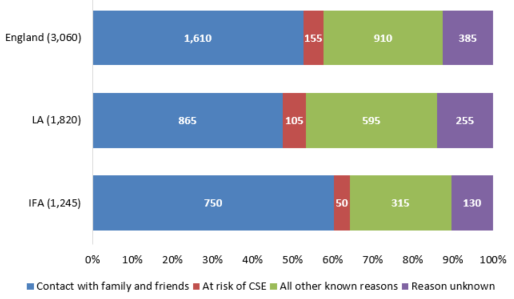 England (3,060) 1,610 155 910 385
LA (1,820) 865 105 595 255
IFA (1,245) 750 50 315 130
0% 10% 20% 30% 40% 50% 60% 70% 80% 90% 100%
Contact with family and friends At risk of CSE All other known reasons Reason unknown